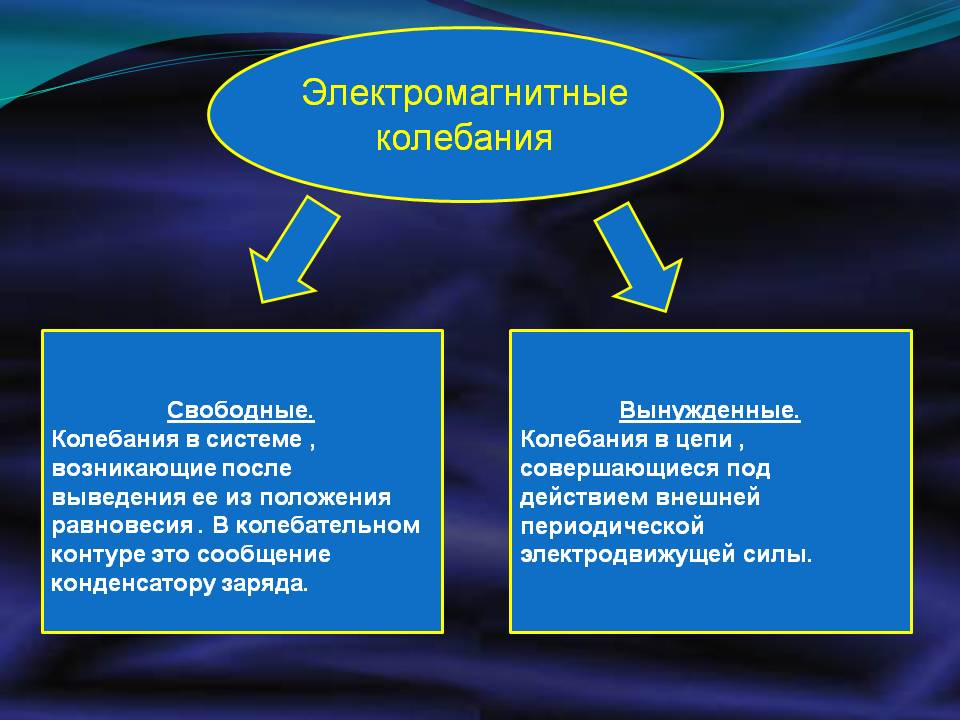 Электромагнитные
колебания
Свободные.
Колебания в системе ,
возникающие после
выведения ее из положения
равновесия . В колебательном
контуре это сообщение
конденсатору заряда.
Вынужденные.
Колебания в цепи ,
совершающиеся под
действием внешней
периодической
электродвижущей силы.